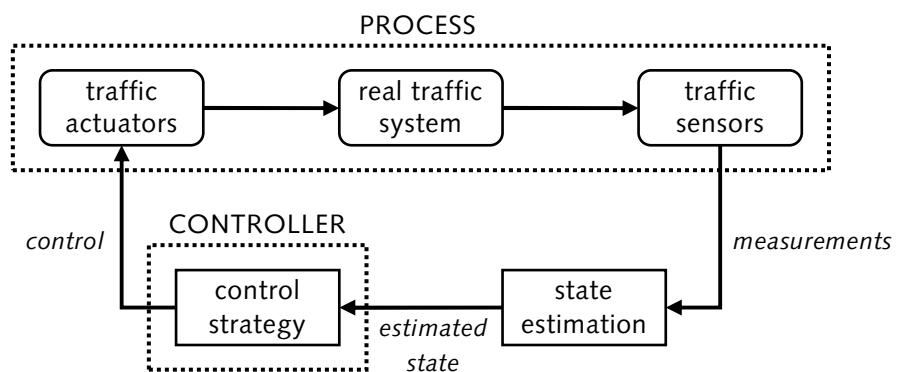 PROCESS
traffic
actuators
real traffic
system
traffic
sensors
control
CONTROLLER
measurements
control
strategy
estimated
state
state
estimation